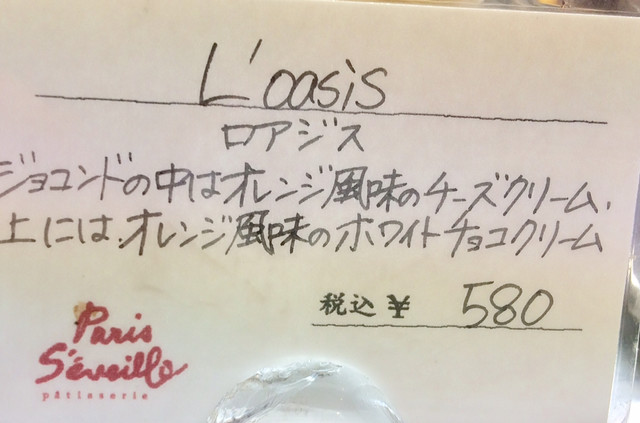 L'oasis
ロアジス
ジョコンドの中はオレンジ風味のチーズクリーム、
上には、オレンジ風味のホワイトチョコクリーム
税込 ¥ 580
Paris
S'éveille
pâtisserie